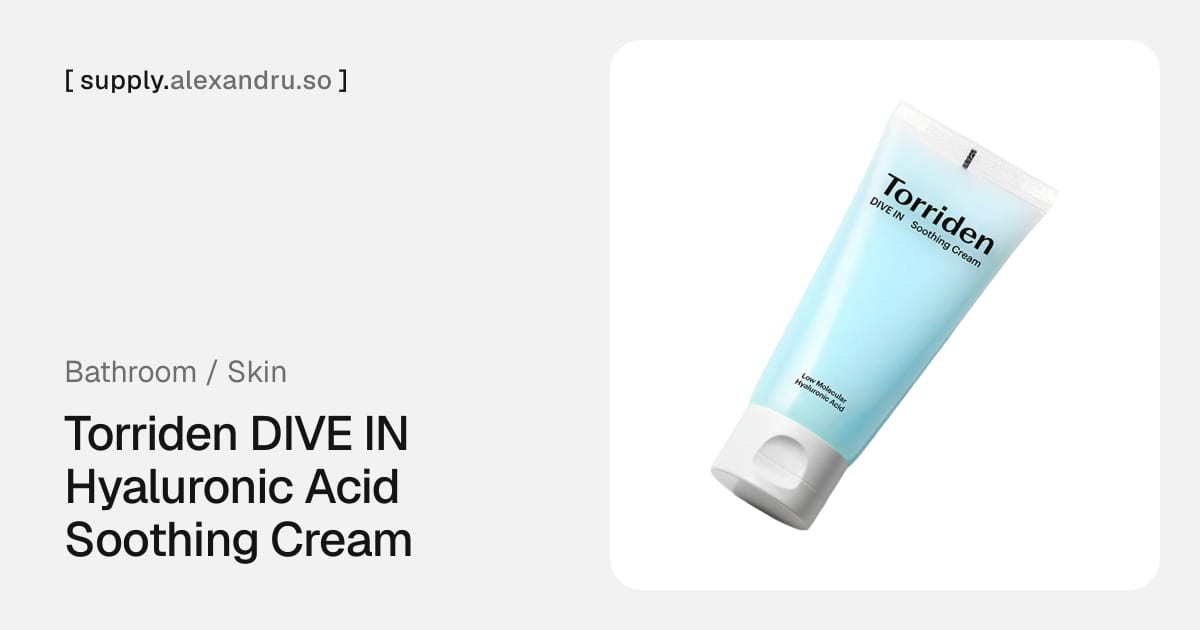 [ supply.alexandru.so ]
Bathroom / Skin
Torriden DIVE IN
Hyaluronic Acid
Soothing Cream
Torriden
DIVE IN Soothing Cream
Low Molecular
Hyaluronic Acid